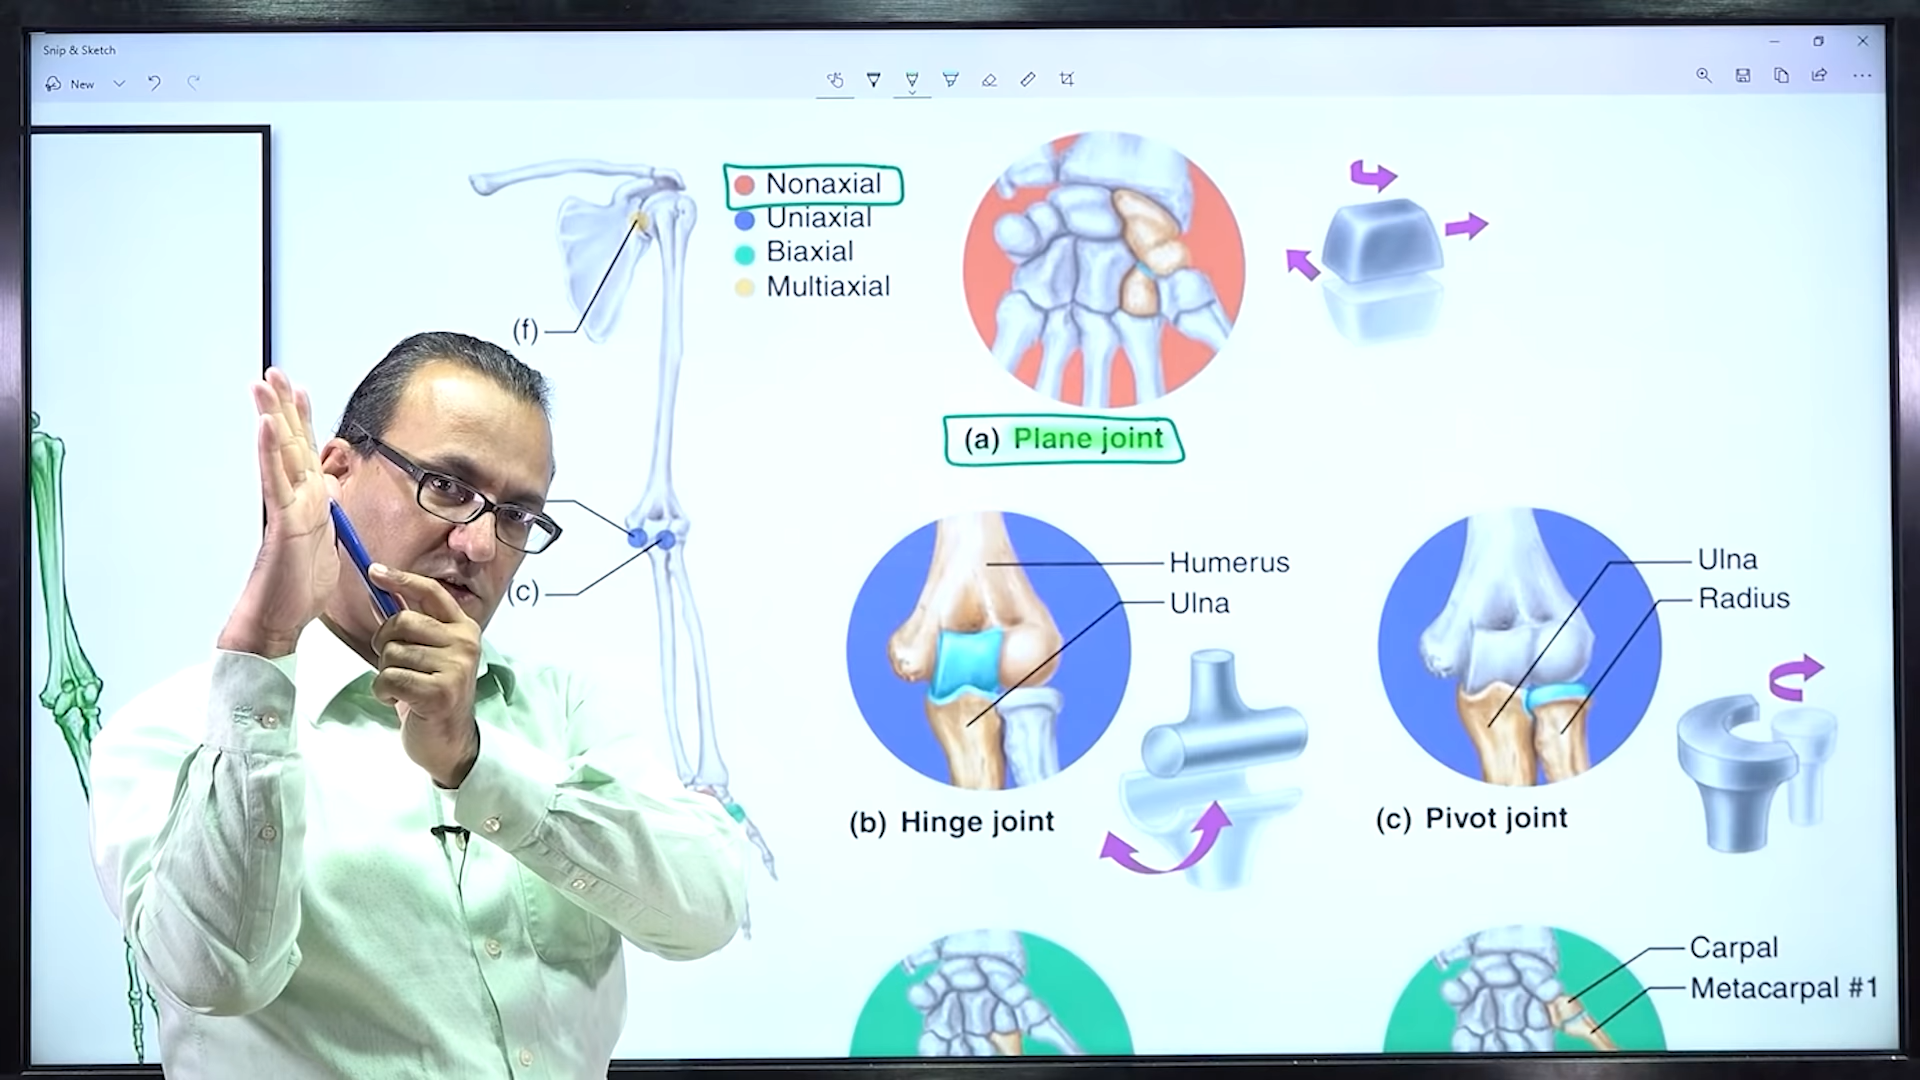 Snip & Sketch
New
Nonaxial
Uniaxial
Biaxial
Multiaxial
(f)
(a) Plane joint
(c)
Humerus
Ulna
Ulna
Radius
(b) Hinge joint
(c) Pivot joint
Carpal
Metacarpal #1